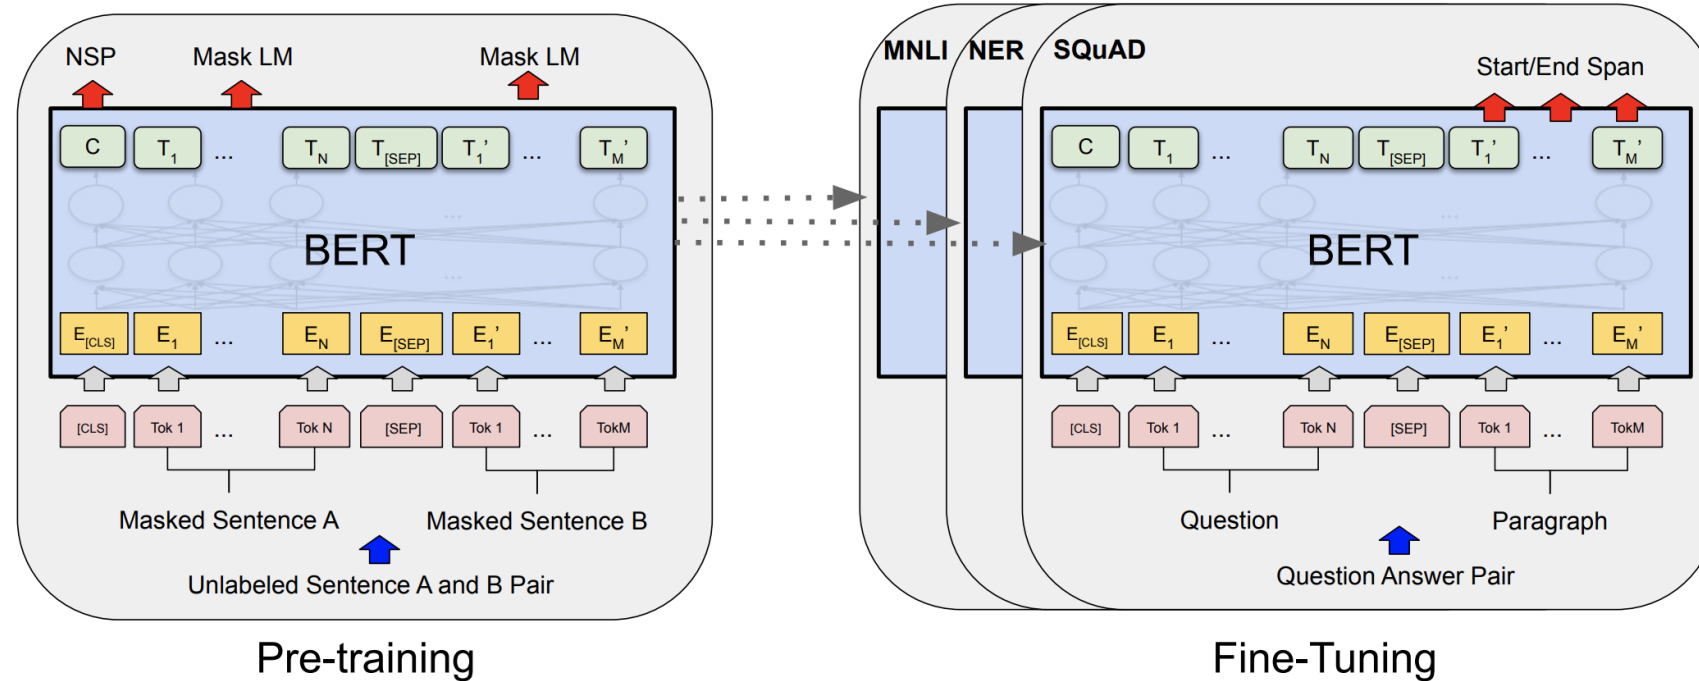 NSP Mask LM Mask LM
C T1 ... TN T[SEP] T1' ... TM'
...
BERT
...
E[CLS] E1 ... EN E[SEP] E1' ... EM'
[CLS] Tok 1 ... Tok N [SEP] Tok 1 ... TokM
Masked Sentence A Masked Sentence B
Unlabeled Sentence A and B Pair
Pre-training
MNLI NER SQuAD
Start/End Span
C T1 ... TN T[SEP] T1' ... TM'
...
BERT
...
E[CLS] E1 ... EN E[SEP] E1' ... EM'
[CLS] Tok 1 ... Tok N [SEP] Tok 1 ... TokM
Question Paragraph
Question Answer Pair
Fine-Tuning